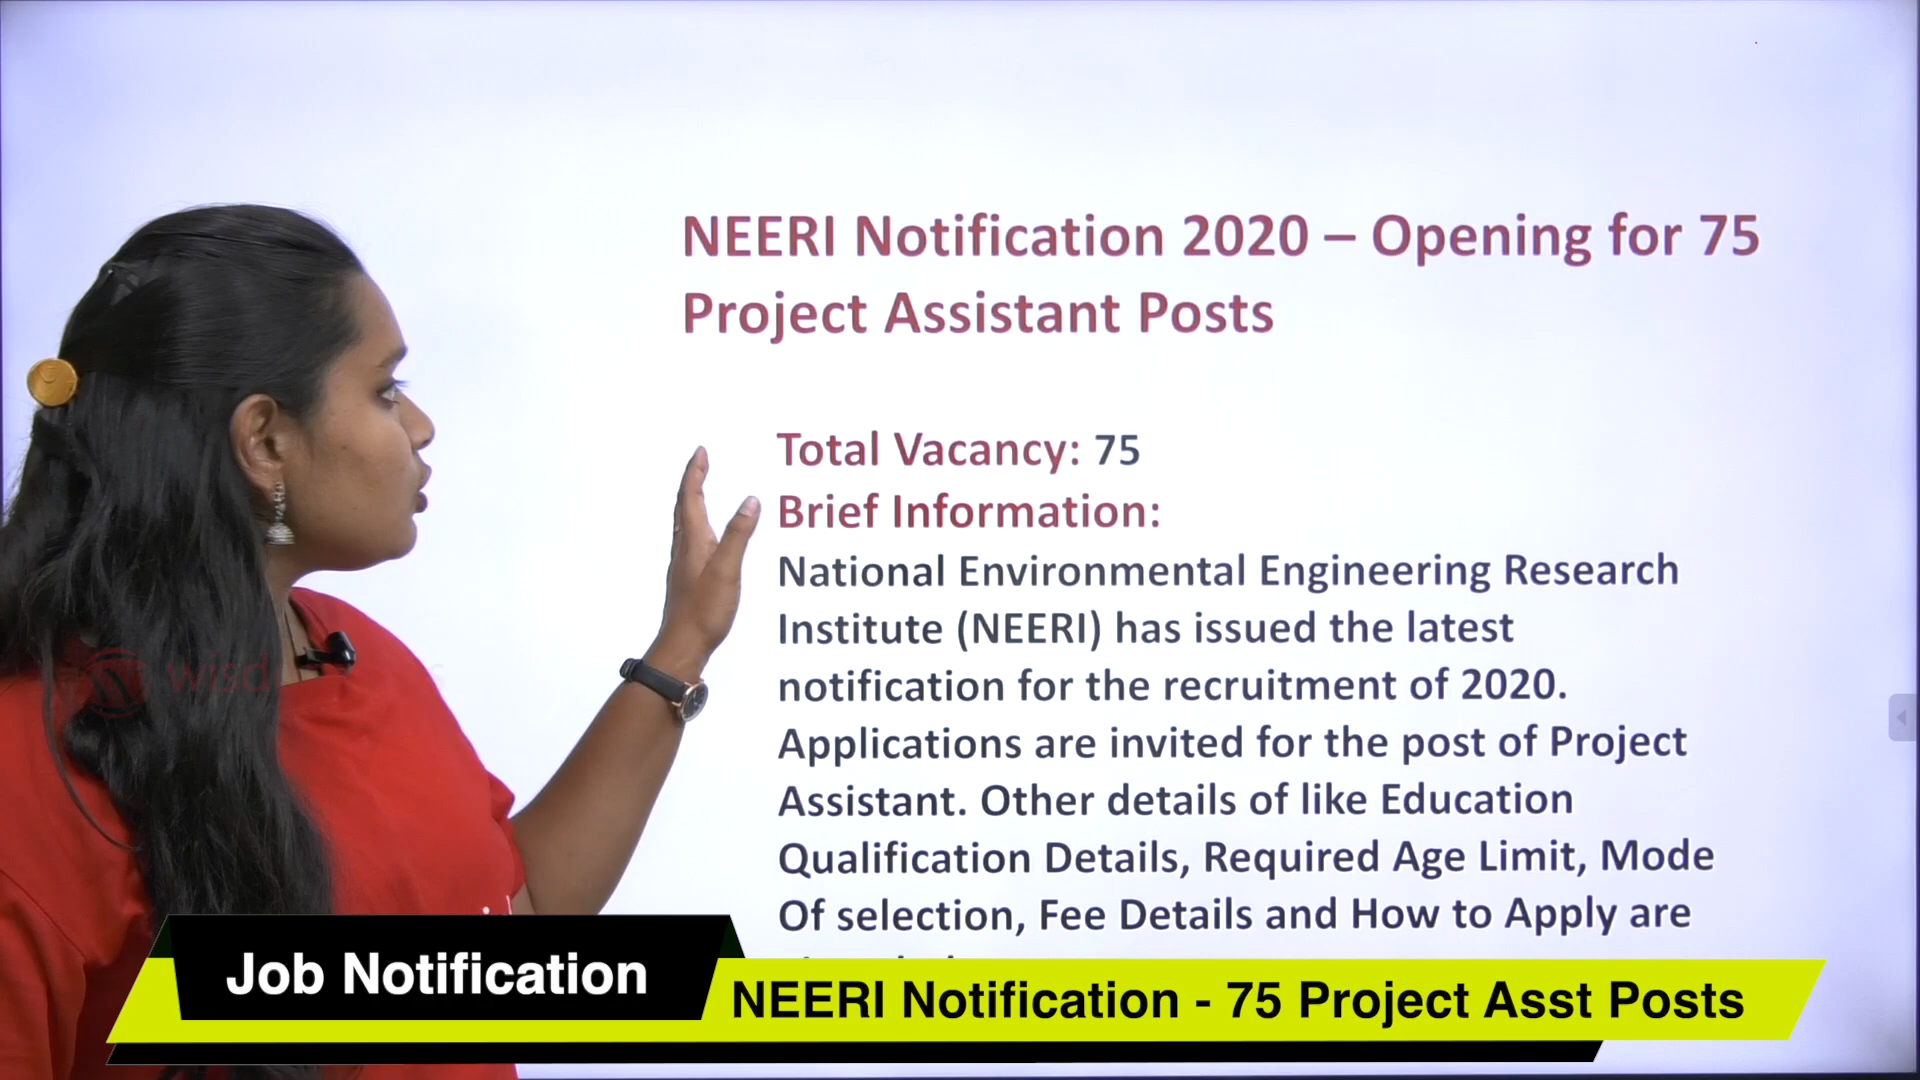 NEERI Notification 2020 – Opening for 75
Project Assistant Posts
Total Vacancy: 75
Brief Information:
National Environmental Engineering Research
Institute (NEERI) has issued the latest
notification for the recruitment of 2020.
Applications are invited for the post of Project
Assistant. Other details of like Education
Qualification Details, Required Age Limit, Mode
Of selection, Fee Details and How to Apply are
Job Notification
NEERI Notification - 75 Project Asst Posts